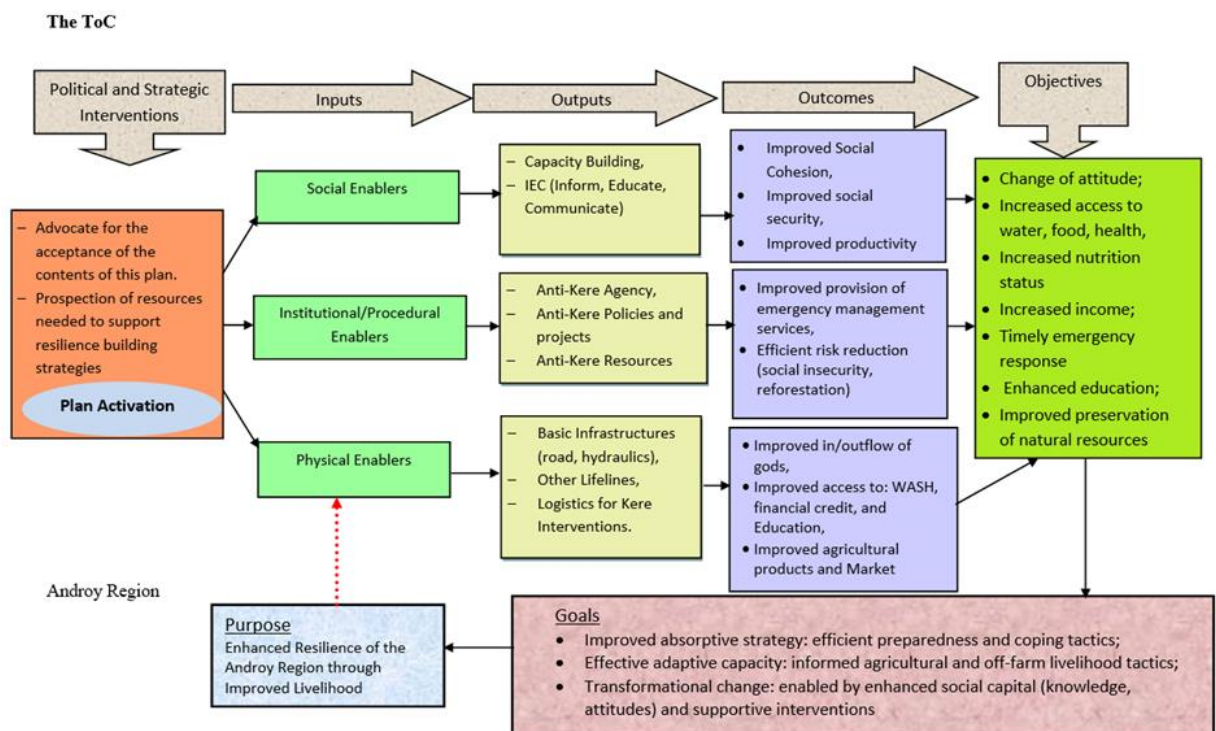 The ToC
Political and Strategic
Interventions
Inputs
Outputs
Outcomes
Objectives
– Advocate for the
acceptance of the
contents of this plan.
– Prospection of resources
needed to support
resilience building
strategies
Plan Activation
Social Enablers
Institutional/Procedural
Enablers
Physical Enablers
– Capacity Building,
– IEC (Inform, Educate,
Communicate)
– Anti-Kere Agency,
– Anti-Kere Policies and
projects
– Anti-Kere Resources
– Basic Infrastructures
(road, hydraulics),
– Other Lifelines,
– Logistics for Kere
Interventions.
• Improved Social
Cohesion,
• Improved social
security,
• Improved productivity
• Improved provision of
emergency management
services,
• Efficient risk reduction
(social insecurity,
reforestation)
• Improved in/outflow of
gods,
• Improved access to: WASH,
financial credit, and
Education,
• Improved agricultural
products and Market
• Change of attitude;
• Increased access to
water, food, health,
• Increased nutrition
status
• Increased income;
• Timely emergency
response
• Enhanced education;
• Improved preservation
of natural resources
Androy Region
Purpose
Enhanced Resilience of the
Androy Region through
Improved Livelihood
Goals
• Improved absorptive strategy: efficient preparedness and coping tactics;
• Effective adaptive capacity: informed agricultural and off-farm livelihood tactics;
• Transformational change: enabled by enhanced social capital (knowledge,
attitudes) and supportive interventions